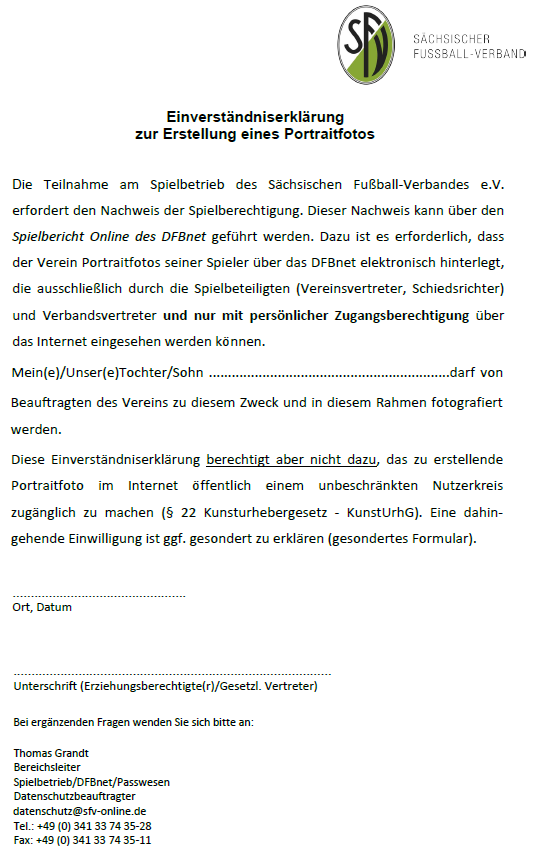 SFV
SÄCHSISCHER
FUSSBALL-VERBAND
Einverständniserklärung
zur Erstellung eines Portraitfotos
Die Teilnahme am Spielbetrieb des Sächsischen Fußball-Verbandes e.V.
erfordert den Nachweis der Spielberechtigung. Dieser Nachweis kann über den
Spielbericht Online des DFBnet geführt werden. Dazu ist es erforderlich, dass
der Verein Portraitfotos seiner Spieler über das DFBnet elektronisch hinterlegt,
die ausschließlich durch die Spielbeteiligten (Vereinsvertreter, Schiedsrichter)
und Verbandsvertreter und nur mit persönlicher Zugangsberechtigung über
das Internet eingesehen werden können.
Mein(e)/Unser(e)Tochter/Sohn ................................................................darf von
Beauftragten des Vereins zu diesem Zweck und in diesem Rahmen fotografiert
werden.
Diese Einverständniserklärung berechtigt aber nicht dazu, das zu erstellende
Portraitfoto im Internet öffentlich einem unbeschränkten Nutzerkreis
zugänglich zu machen (§ 22 Kunsturhebergesetz - KunstUrhG). Eine dahin-
gehende Einwilligung ist ggf. gesondert zu erklären (gesondertes Formular).
................................................
Ort, Datum
........................................................................................
Unterschrift (Erziehungsberechtigte(r)/Gesetzl. Vertreter)
Bei ergänzenden Fragen wenden Sie sich bitte an:
Thomas Grandt
Bereichsleiter
Spielbetrieb/DFBnet/Passwesen
Datenschutzbeauftragter
datenschutz@sfv-online.de
Tel.: +49 (0) 341 33 74 35-28
Fax: +49 (0) 341 33 74 35-11